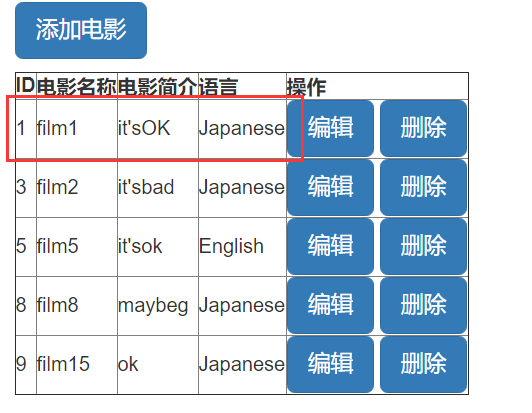 添加电影
ID 电影名称 电影简介 语言 操作
1 film1 it'sOK Japanese 编辑 删除
3 film2 it'sbad Japanese 编辑 删除
5 film5 it'sok English 编辑 删除
8 film8 maybeg Japanese 编辑 删除
9 film15 ok Japanese 编辑 删除